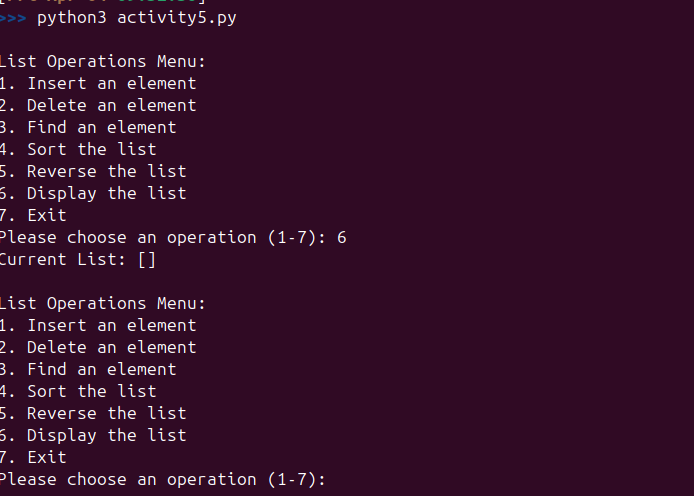 >>> python3 activity5.py
List Operations Menu:
1. Insert an element
2. Delete an element
3. Find an element
4. Sort the list
5. Reverse the list
6. Display the list
7. Exit
Please choose an operation (1-7): 6
Current List: []
List Operations Menu:
1. Insert an element
2. Delete an element
3. Find an element
4. Sort the list
5. Reverse the list
6. Display the list
7. Exit
Please choose an operation (1-7):